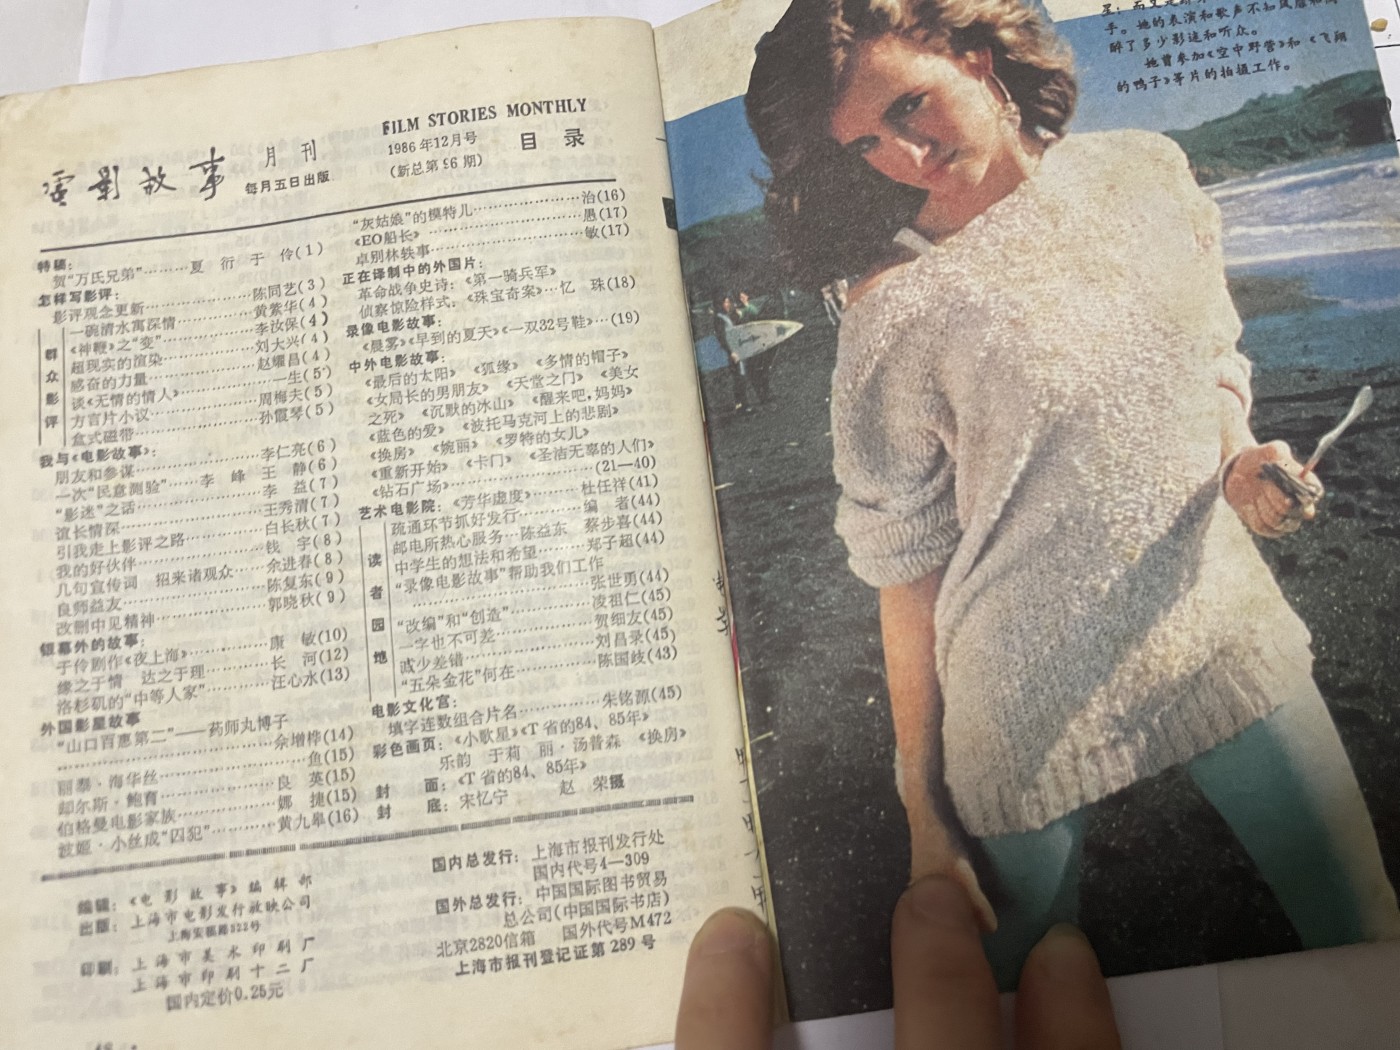 電影故事
月刊
每月五日出版
FILM STORIES MONTHLY
1986年12月号
(新总第96期)
目录
特稿：
贺“万氏兄弟”………夏 衍 于 伶(1)
怎样写影评：
影评观念更新……………陈同艺(3)
群众影评
一碗清水寓深情…………黄紫华(4)
《神鞭》之“变”……………李汝保(4)
超现实的渲染……………刘大兴(4)
感奋的力量………………赵耀昌(4)
谈《无情的情人》…………一生(5)
方言片小议………………周梅夫(5)
盒式磁带…………………孙霞琴(5)
我与《电影故事》：
朋友和参谋………………李仁亮(6)
一次“民意测验”……李 峰 王 静(6)
“影迷”之话………………李 益(7)
谊长情深…………………王秀清(7)
引我走上影评之路………白长秋(7)
我的好伙伴………………钱 宇(8)
几句宣传词 招来诸观众……余进春(8)
良师益友…………………陈复东(9)
改删中见精神……………郭晓秋(9)
银幕外的故事：
于伶剧作《夜上海》………康 敏(10)
缘之于情 达之于理………长 河(12)
洛杉矶的“中等人家”………汪心水(13)
外国影星故事
“山口百惠第二”——药师丸博子
……………………………佘增桦(14)
丽泰·海华丝………………鱼(15)
却尔斯·鲍育………………良 英(15)
伯格曼电影家族…………娜 捷(15)
波姬·小丝成“囚犯”………黄九皋(16)
“灰姑娘”的模特儿…………治(16)
《EO船长》…………………愚(17)
卓别林轶事…………………敏(17)
正在译制中的外国片：
革命战争史诗：《第一骑兵军》
侦察惊险样式：《珠宝奇案》…忆 珠(18)
录像电影故事：
《晨雾》《早到的夏天》《一双32号鞋》…(19)
中外电影故事：
《最后的太阳》 《狐缘》 《多情的帽子》
《女局长的男朋友》 《天堂之门》 《美女
之死》 《沉默的冰山》 《醒来吧，妈妈》
《蓝色的爱》 《波托马克河上的悲剧》
《换房》 《婉丽》 《罗特的女儿》
《重新开始》 《卡门》 《圣洁无辜的人们》
《钻石广场》………………(21—40)
艺术电影院：《芳华虚度》………杜任祥(41)
读者园地
疏通环节抓好发行…………编 者(44)
邮电所热心服务…陈益东 蔡步喜(44)
中学生的想法和希望………郑子超(44)
“录像电影故事”帮助我们工作
……………………………张世勇(44)
“改编”和“创造”……………凌祖仁(45)
一字也不可差………………贺细友(45)
减少差错……………………刘昌录(45)
“五朵金花”何在……………陈国歧(43)
电影文化宫：
填字连数组合片名…………朱铭源(45)
彩色画页：《小歌星》《T省的84、85年》
乐韵 于莉 丽·汤普森 《换房》
封 面：《T省的84、85年》
封 底：宋忆宁 赵 荣摄
编辑：《电影故事》编辑部
出版：上海市电影发行放映公司
上海安福路322号
印刷：上海市美术印刷厂
上海市印刷十二厂
国内定价0.25元
国内总发行：上海市报刊发行处
国内代号4—309
国外总发行：中国国际图书贸易
总公司(中国国际书店)
北京2820信箱 国外代号M472
上海市报刊登记证第289号
48
手。她的表演和歌声不知
醉了多少影迷和听众。
她曾参加《空中野营》和《飞翔
的鸭子》等片的拍摄工作。